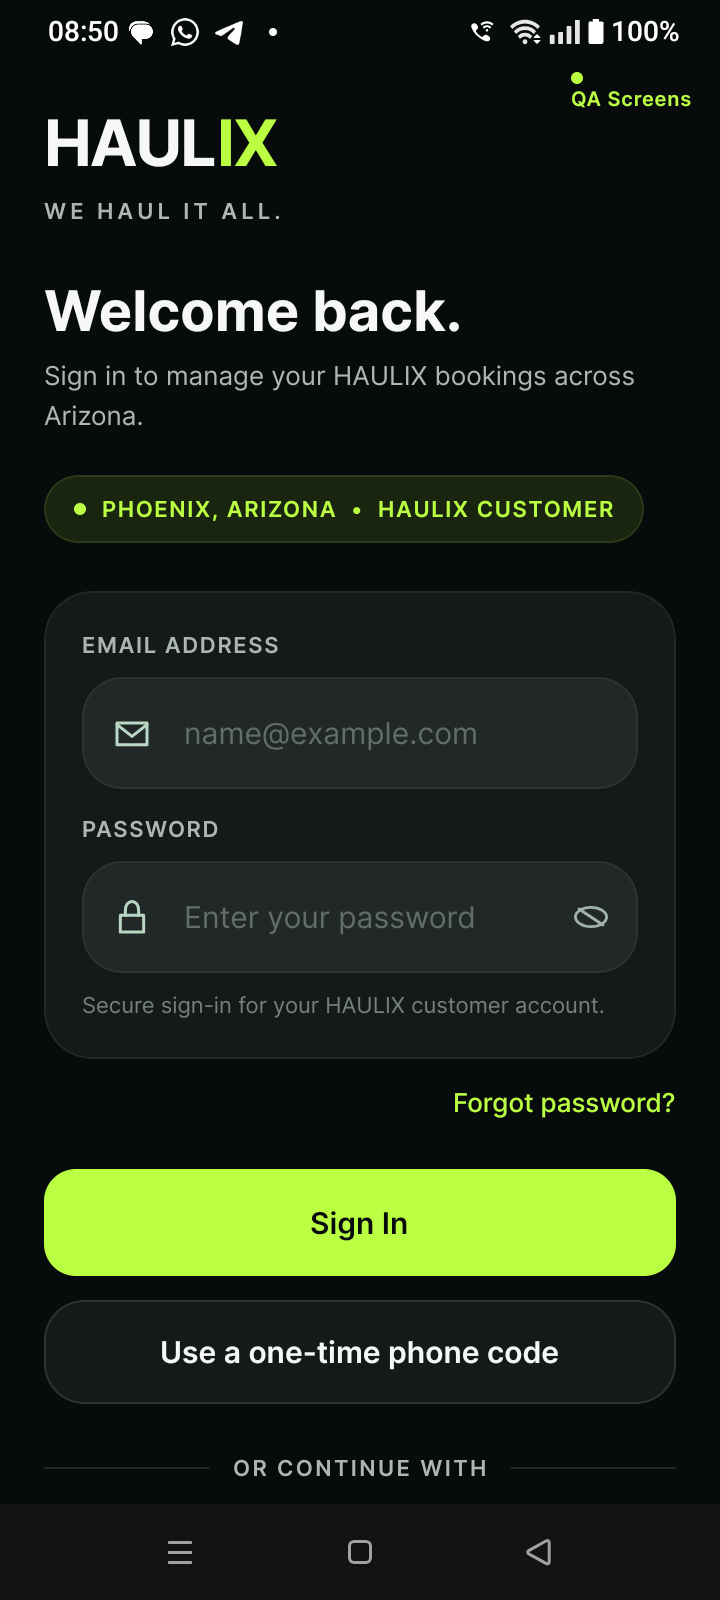 08:50
100%
QA Screens
HAULIX
WE HAUL IT ALL.
Welcome back.
Sign in to manage your HAULIX bookings across
Arizona.
PHOENIX, ARIZONA • HAULIX CUSTOMER
EMAIL ADDRESS
name@example.com
PASSWORD
Enter your password
Secure sign-in for your HAULIX customer account.
Forgot password?
Sign In
Use a one-time phone code
OR CONTINUE WITH